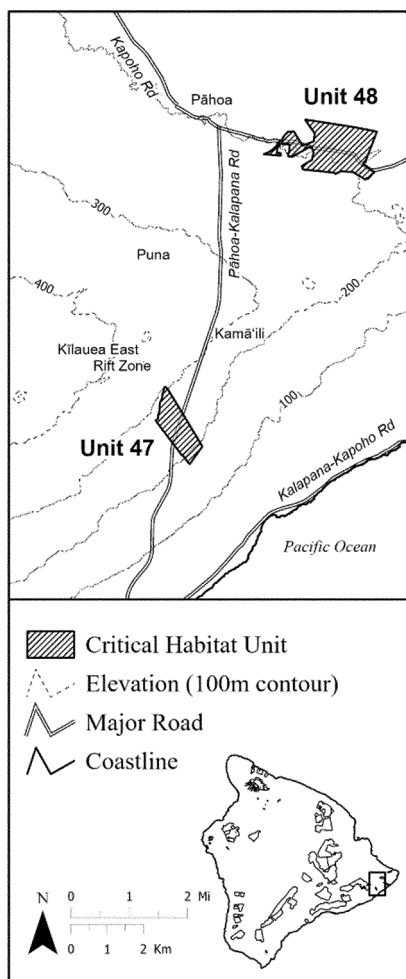 Kapoho Rd
Pāhoa
Unit 48
Pāhoa-Kalapana Rd
300
Puna
200
400
Kīlauea East
Rift Zone
Kamā‘ili
100
Unit 47
Kalapana-Kapoho Rd
Pacific Ocean
Critical Habitat Unit
Elevation (100m contour)
Major Road
Coastline
N
0 1 2 Mi
0 1 2 Km